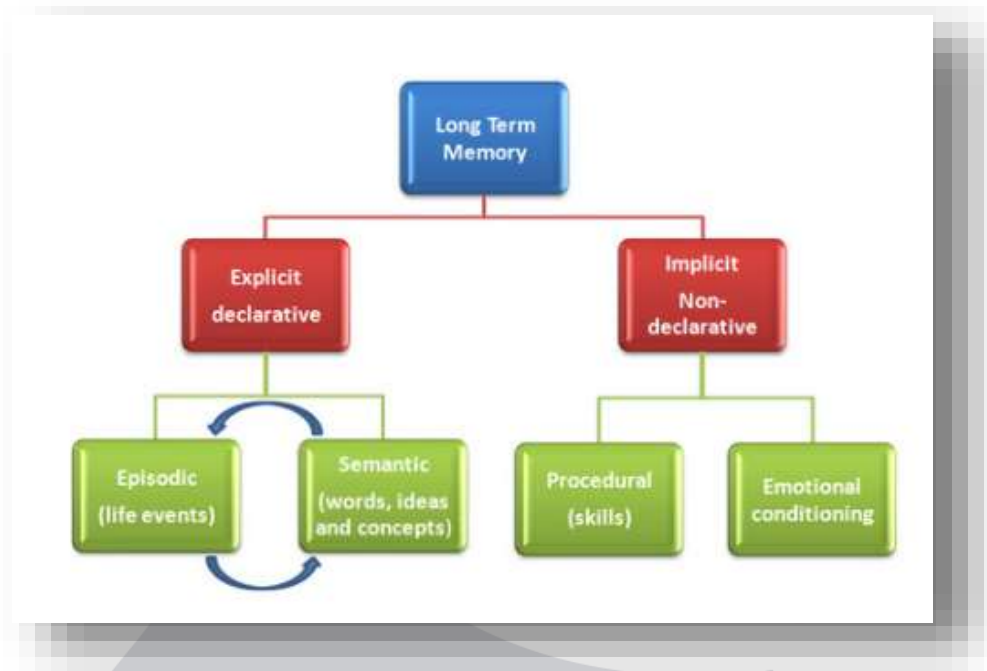 Long Term
Memory
Explicit
declarative
Implicit
Non-
declarative
Episodic
(life events)
Semantic
(words, ideas
and concepts)
Procedural
(skills)
Emotional
conditioning